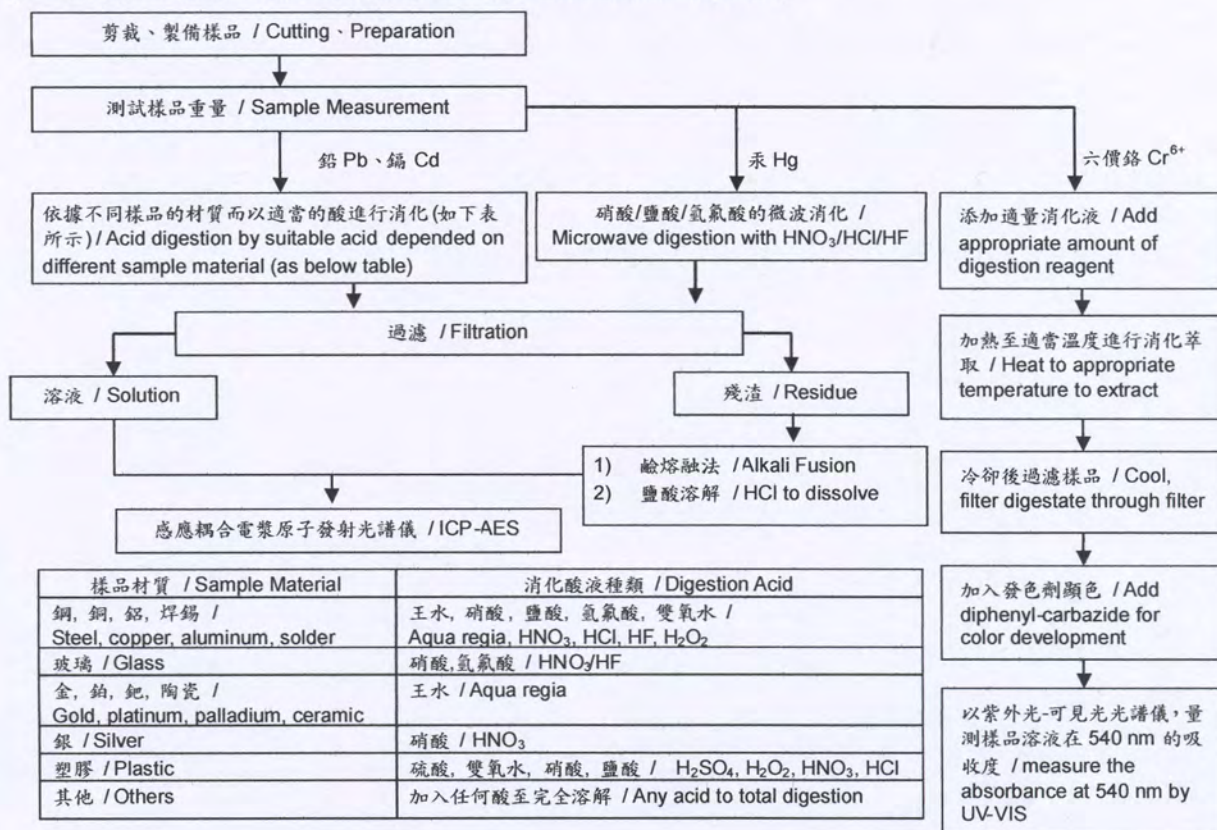 剪裁、製備樣品 / Cutting、Preparation
測試樣品重量 / Sample Measurement
鉛 Pb、鎘 Cd
汞 Hg
六價鉻 Cr⁶⁺
依據不同樣品的材質而以適當的酸進行消化(如下表
所示) / Acid digestion by suitable acid depended on
different sample material (as below table)
硝酸/鹽酸/氫氟酸的微波消化 /
Microwave digestion with HNO₃/HCl/HF
添加適量消化液 / Add
appropriate amount of
digestion reagent
過濾 / Filtration
加熱至適當溫度進行消化萃
取 / Heat to appropriate
temperature to extract
溶液 / Solution
殘渣 / Residue
1) 鹼熔融法 / Alkali Fusion
2) 鹽酸溶解 / HCl to dissolve
冷卻後過濾樣品 / Cool,
filter digestate through filter
感應耦合電漿原子發射光譜儀 / ICP-AES
加入發色劑顯色 / Add
diphenyl-carbazide for
color development
以紫外光-可見光光譜儀，量
測樣品溶液在 540 nm 的吸
收度 / measure the
absorbance at 540 nm by
UV-VIS
樣品材質 / Sample Material 消化酸液種類 / Digestion Acid
鋼, 銅, 鋁, 焊錫 / 王水, 硝酸, 鹽酸, 氫氟酸, 雙氧水 /
Steel, copper, aluminum, solder Aqua regia, HNO₃, HCl, HF, H₂O₂
玻璃 / Glass 硝酸,氫氟酸 / HNO₃/HF
金, 鉑, 鈀, 陶瓷 / 王水 / Aqua regia
Gold, platinum, palladium, ceramic
銀 / Silver 硝酸 / HNO₃
塑膠 / Plastic 硫酸, 雙氧水, 硝酸, 鹽酸 / H₂SO₄, H₂O₂, HNO₃, HCl
其他 / Others 加入任何酸至完全溶解 / Any acid to total digestion